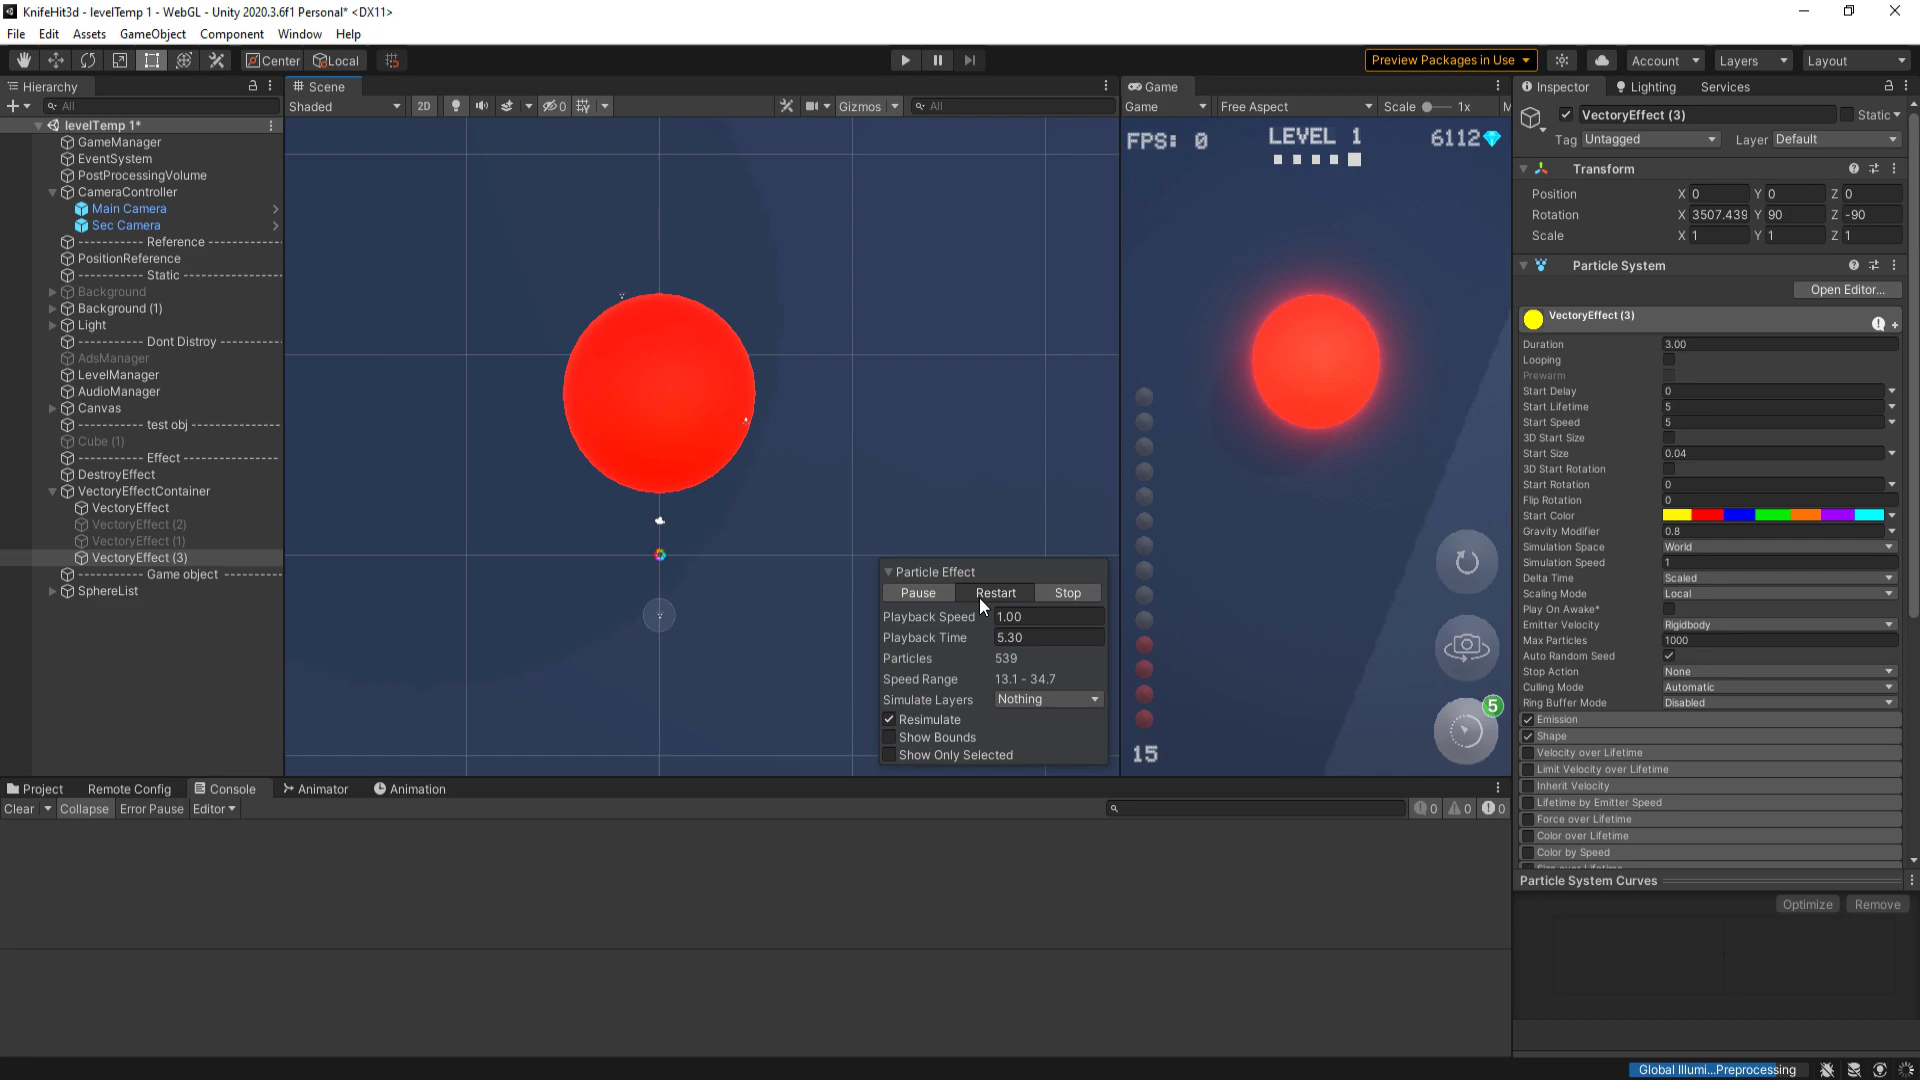 KnifeHit3d - levelTemp 1 - WebGL - Unity 2020.3.6f1 Personal* <DX11>
File Edit Assets GameObject Component Window Help
Center Local Preview Packages in Use Account Layers Layout
Hierarchy
All
levelTemp 1*
GameManager
EventSystem
PostProcessingVolume
CameraController
Main Camera
Sec Camera
---------- Reference ----------
PositionReference
---------- Static ----------
Background
Background (1)
Light
---------- Dont Distroy ----------
AdsManager
LevelManager
AudioManager
Canvas
---------- test obj ----------
Cube (1)
---------- Effect ----------
DestroyEffect
VectoryEffectContainer
VectoryEffect
VectoryEffect (2)
VectoryEffect (1)
VectoryEffect (3)
---------- Game object ----------
SphereList
Scene
Shaded 2D 0 Gizmos All
Particle Effect
Pause Restart Stop
Playback Speed 1.00
Playback Time 5.30
Particles 539
Speed Range 13.1 - 34.7
Simulate Layers Nothing
Resimulate
Show Bounds
Show Only Selected
Game
Game Free Aspect Scale 1x M
FPS: 0 LEVEL 1 6112
5
15
Inspector Lighting Services
VectoryEffect (3) Static
Tag Untagged Layer Default
Transform
Position X 0 Y 0 Z 0
Rotation X 3507.439 Y 90 Z -90
Scale X 1 Y 1 Z 1
Particle System
Open Editor...
VectoryEffect (3)
Duration 3.00
Looping
Prewarm
Start Delay 0
Start Lifetime 5
Start Speed 5
3D Start Size
Start Size 0.04
3D Start Rotation
Start Rotation 0
Flip Rotation 0
Start Color
Gravity Modifier 0.8
Simulation Space World
Simulation Speed 1
Delta Time Scaled
Scaling Mode Local
Play On Awake*
Emitter Velocity Rigidbody
Max Particles 1000
Auto Random Seed
Stop Action None
Culling Mode Automatic
Ring Buffer Mode Disabled
Emission
Shape
Velocity over Lifetime
Limit Velocity over Lifetime
Inherit Velocity
Lifetime by Emitter Speed
Force over Lifetime
Color over Lifetime
Color by Speed
Particle System Curves
Optimize Remove
Project Remote Config Console Animator Animation
Clear Collapse Error Pause Editor 0 0 0
Global Illumi...Preprocessing